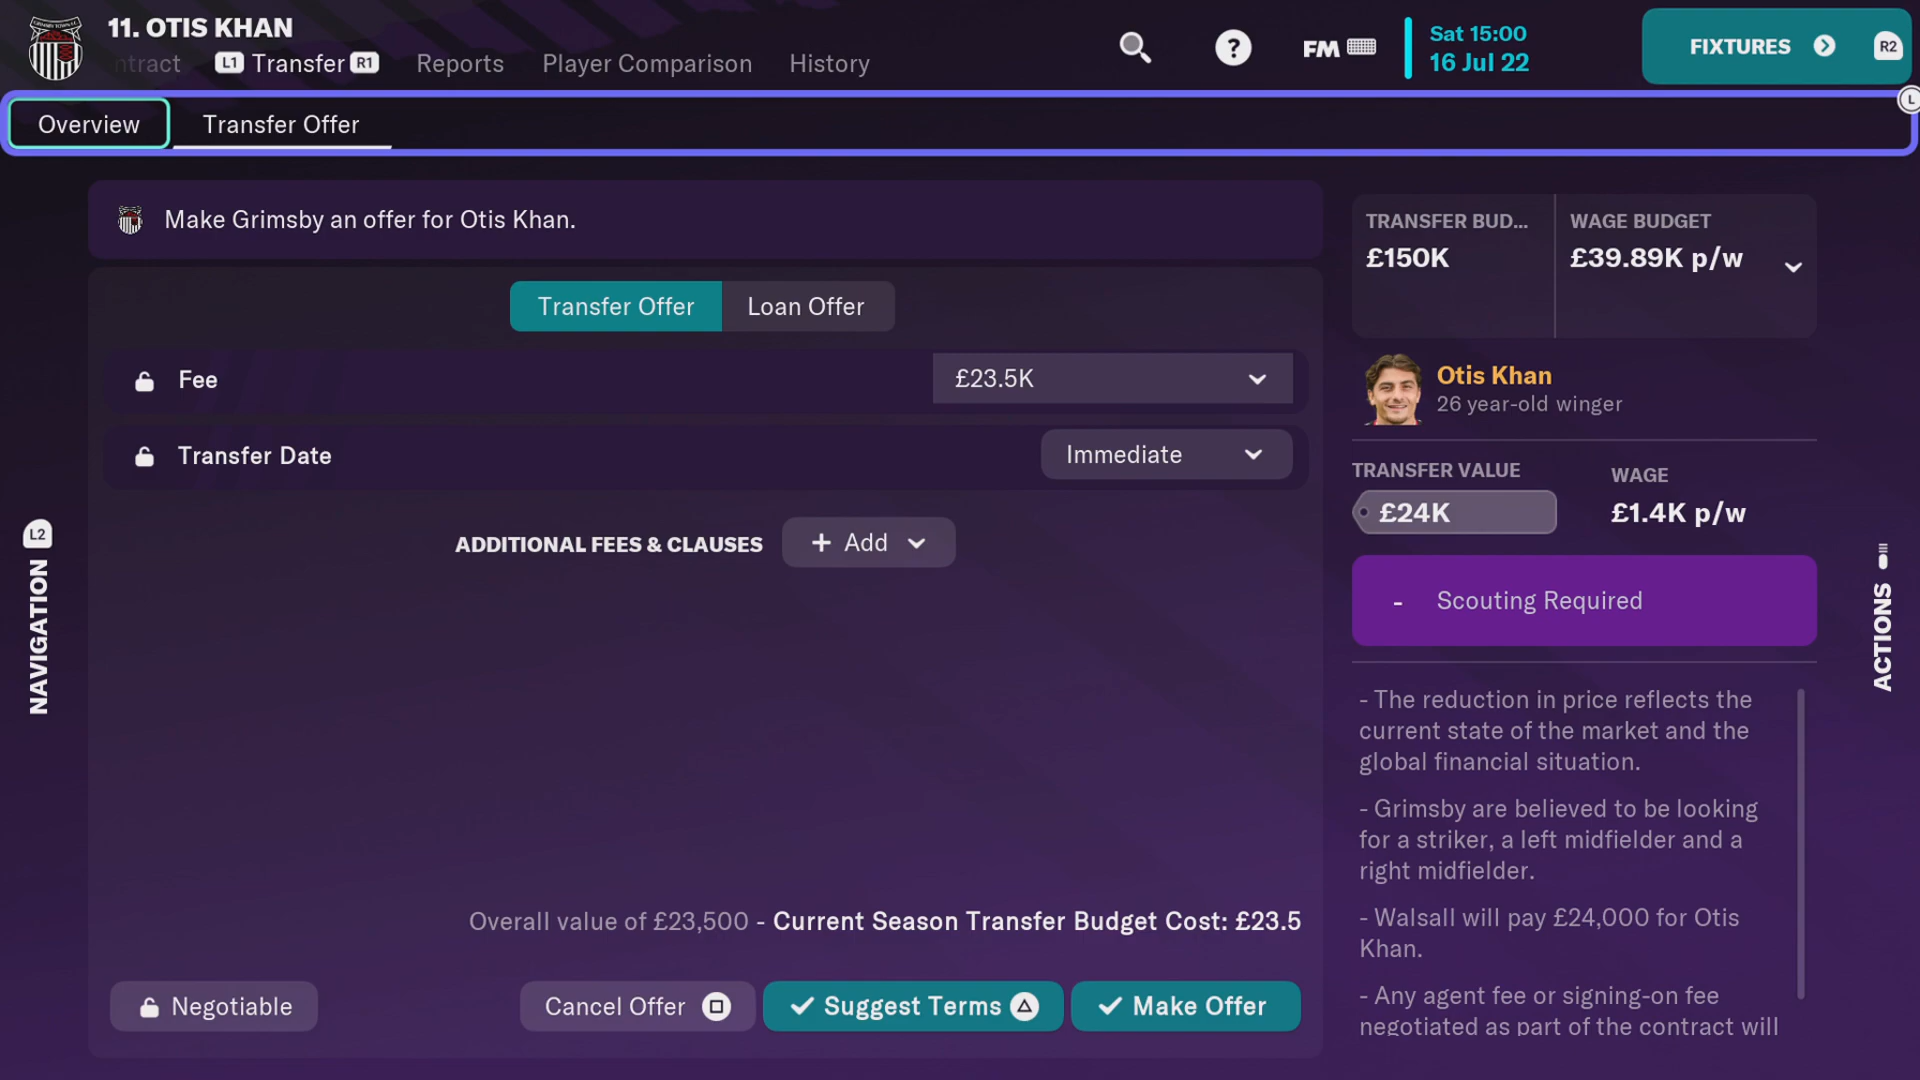 11. OTIS KHAN
ntract L1 Transfer R1 Reports Player Comparison History
?
FM
Sat 15:00
16 Jul 22
FIXTURES R2
L
Overview Transfer Offer
Make Grimsby an offer for Otis Khan.
Transfer Offer Loan Offer
Fee £23.5K
Transfer Date Immediate
ADDITIONAL FEES & CLAUSES + Add
Overall value of £23,500 - Current Season Transfer Budget Cost: £23.5
Negotiable Cancel Offer Suggest Terms Make Offer
L2
NAVIGATION
TRANSFER BUD... WAGE BUDGET
£150K £39.89K p/w
Otis Khan
26 year-old winger
TRANSFER VALUE WAGE
£24K £1.4K p/w
- Scouting Required
- The reduction in price reflects the
current state of the market and the
global financial situation.
- Grimsby are believed to be looking
for a striker, a left midfielder and a
right midfielder.
- Walsall will pay £24,000 for Otis
Khan.
- Any agent fee or signing-on fee
negotiated as part of the contract will
ACTIONS